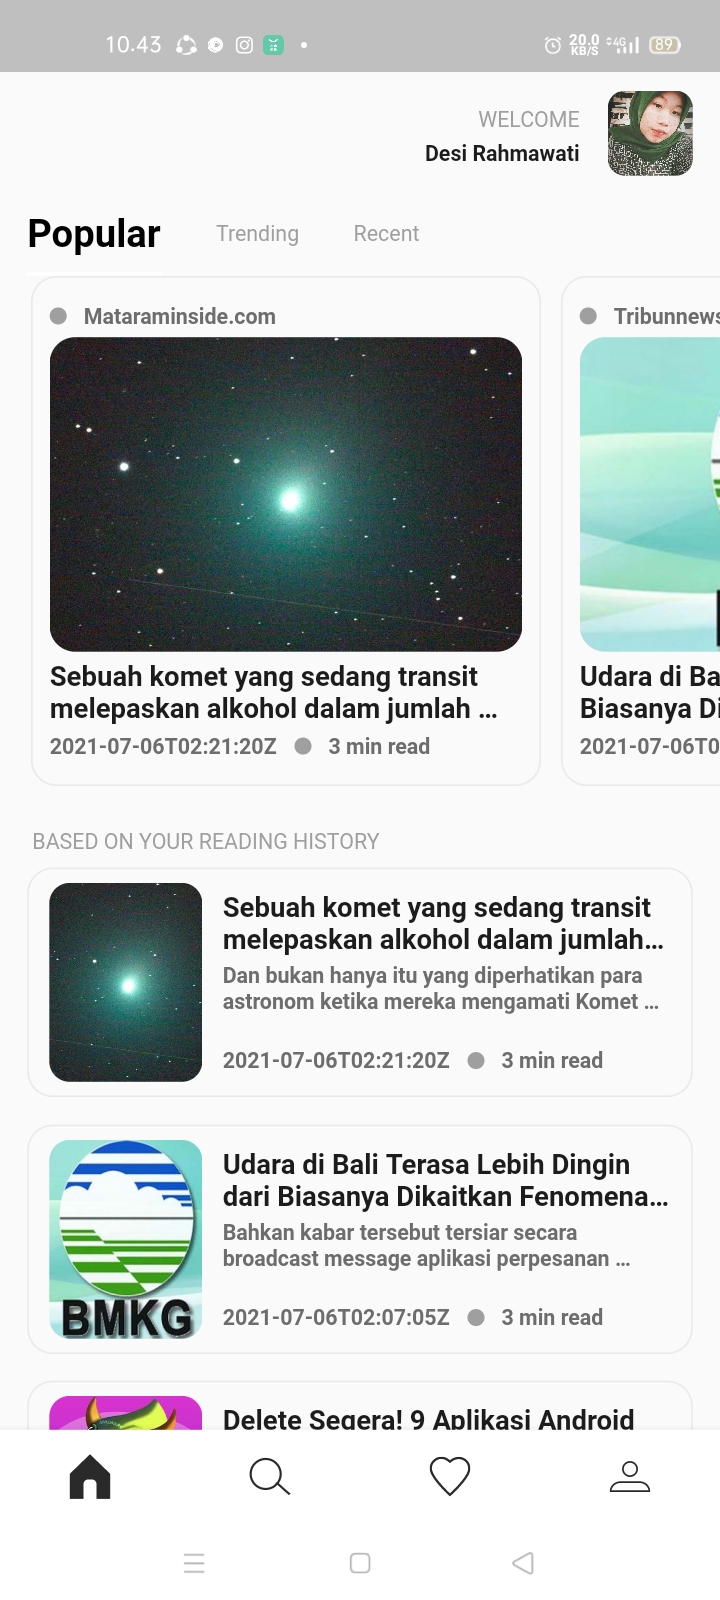 10.43
20.0
KB/S
4G
89
WELCOME
Desi Rahmawati
Popular
Trending
Recent
Mataraminside.com
Tribunnews
Sebuah komet yang sedang transit
melepaskan alkohol dalam jumlah ...
2021-07-06T02:21:20Z
3 min read
Udara di Ba
Biasanya Di
2021-07-06T0
BASED ON YOUR READING HISTORY
Sebuah komet yang sedang transit
melepaskan alkohol dalam jumlah...
Dan bukan hanya itu yang diperhatikan para
astronom ketika mereka mengamati Komet ...
2021-07-06T02:21:20Z
3 min read
BMKG
Udara di Bali Terasa Lebih Dingin
dari Biasanya Dikaitkan Fenomena...
Bahkan kabar tersebut tersiar secara
broadcast message aplikasi perpesanan ...
2021-07-06T02:07:05Z
3 min read
Delete Segera! 9 Aplikasi Android